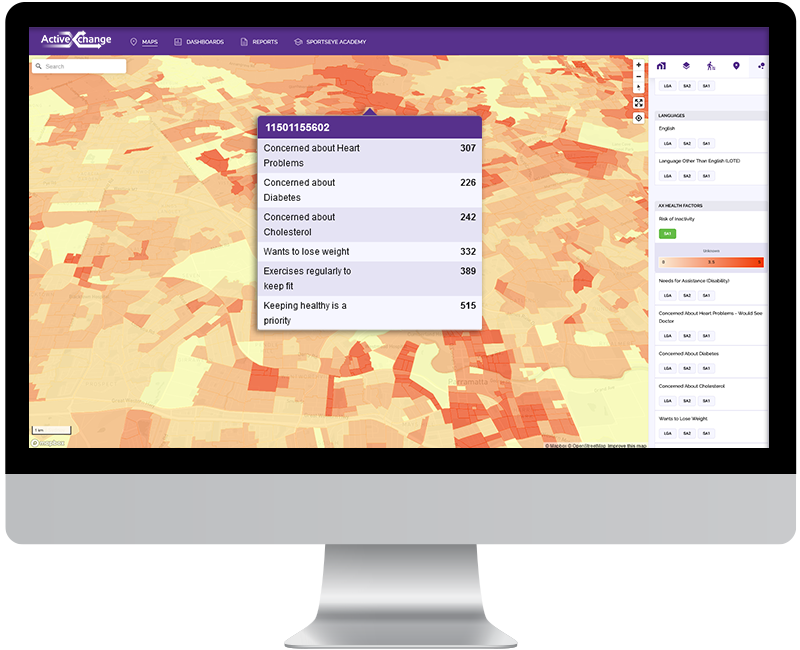 ActiveXchange
MAPS
DASHBOARDS
REPORTS
SPORTSEYE ACADEMY
Search
11501155602
Concerned about Heart 307
Problems
Concerned about 226
Diabetes
Concerned about 242
Cholesterol
Wants to lose weight 332
Exercises regularly to 389
keep fit
Keeping healthy is a 515
priority
Parramatta
1 km
mapbox
© Mapbox © OpenStreetMap Improve this map
LGA SA2 SA1
LANGUAGES
English
LGA SA2 SA1
Language Other Than English (LOTE)
LGA SA2 SA1
AX HEALTH FACTORS
Risk of Inactivity
SA1
Unknown
Needs for Assistance (Disability)
LGA SA2 SA1
Concerned About Heart Problems - Would See
Doctor
LGA SA2 SA1
Concerned About Diabetes
LGA SA2 SA1
Concerned About Cholesterol
LGA SA2 SA1
Wants to Lose Weight
LGA SA2 SA1